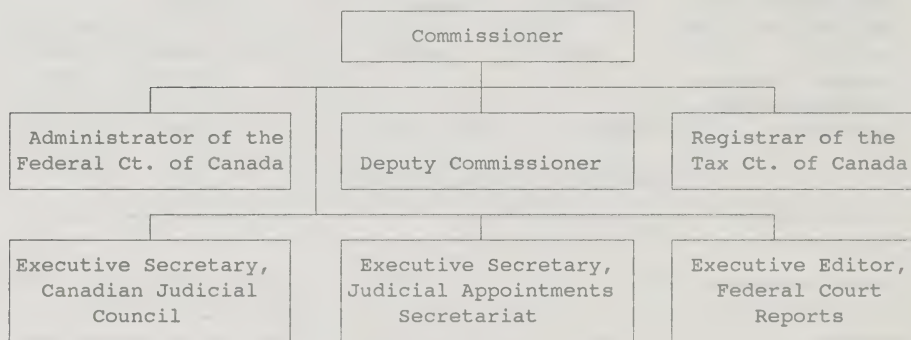 Commissioner
Administrator of the
Federal Ct. of Canada
Deputy Commissioner
Registrar of the
Tax Ct. of Canada
Executive Secretary,
Canadian Judicial
Council
Executive Secretary,
Judicial Appointments
Secretariat
Executive Editor,
Federal Court
Reports